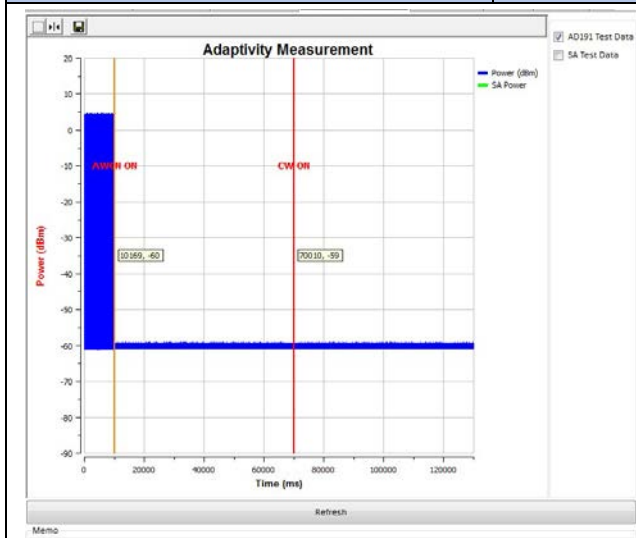 Adaptivity Measurement
AD191 Test Data
SA Test Data
Power (dBm)
SA Power
20
10
0
-10
-20
-30
-40
-50
-60
-70
-80
-90
Power (dBm)
AWGN ON
CW ON
10169, -60
70010, -59
0
20000
40000
60000
80000
100000
120000
Time (ms)
Refresh
Memo